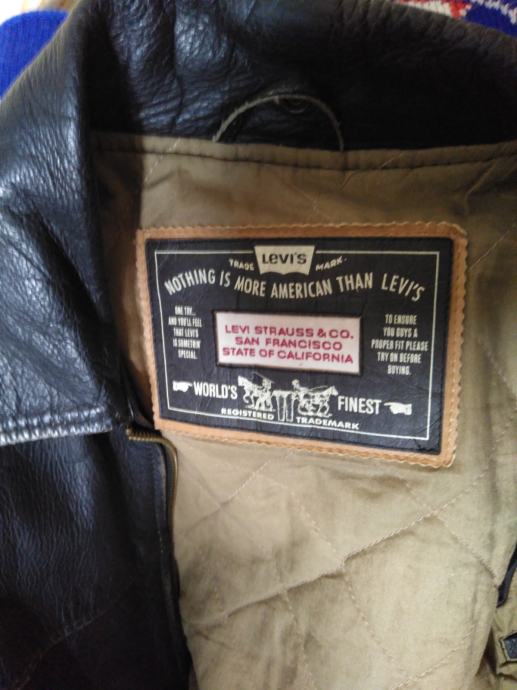 LEVI'S
TRADE MARK.
NOTHING IS MORE AMERICAN THAN LEVI'S
ONE TRY...
AND YOU'LL FEEL
THAT LEVI'S
IS SOMETHIN'
SPECIAL.
LEVI STRAUSS & CO.
SAN FRANCISCO
STATE OF CALIFORNIA
TO ENSURE
YOU GUYS A
PROPER FIT PLEASE
TRY ON BEFORE
BUYING.
WORLD'S FINEST
REGISTERED TRADEMARK